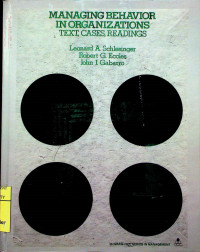 MANAGING BEHAVIOR
IN ORGANIZATIONS
TEXT, CASES, READINGS
Leonard A. Schlesinger
Robert G. Eccles
John J. Gabarro